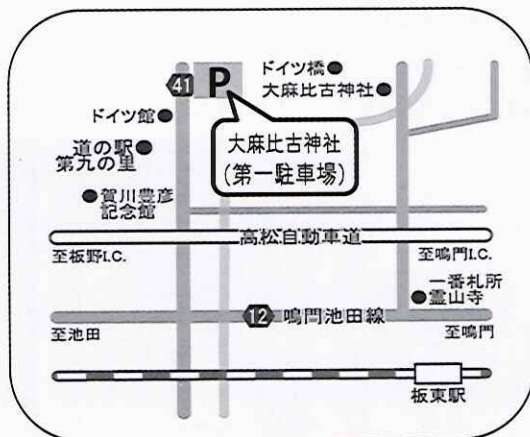 41
P
ドイツ橋
大麻比古神社
ドイツ館
大麻比古神社
(第一駐車場)
道の駅
第九の里
賀川豊彦
記念館
高松自動車道
至板野I.C.
至鳴門I.C.
一番札所
霊山寺
12 鳴門池田線
至池田
至鳴門
板東駅